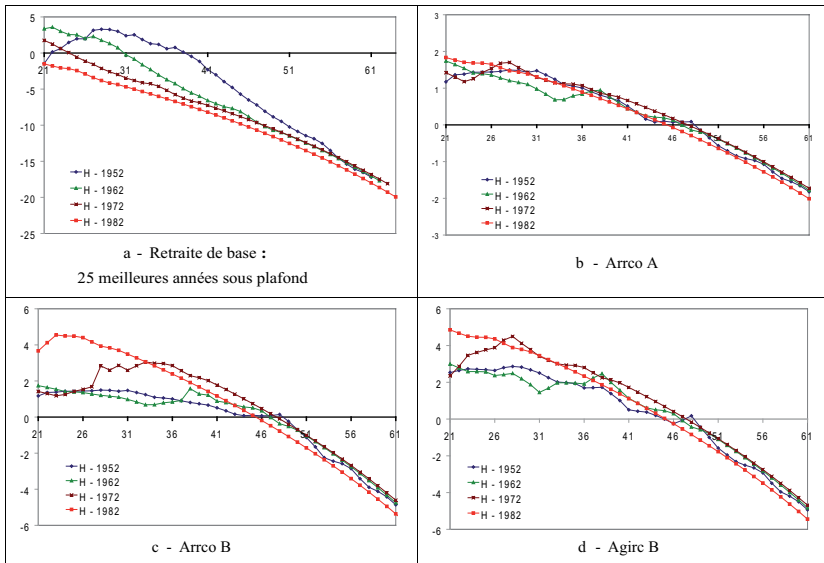 5
0
-5
-10
-15
-20
-25
21 31 41 51 61
H - 1952
H - 1962
H - 1972
H - 1982
a - Retraite de base :
25 meilleures années sous plafond
3
2
1
0
-1
-2
-3
21 26 31 36 41 46 51 56 61
H - 1952
H - 1962
H - 1972
H - 1982
b - Arrco A
6
4
2
0
-2
-4
-6
21 26 31 36 41 46 51 56 61
H - 1952
H - 1962
H - 1972
H - 1982
c - Arrco B
6
4
2
0
-2
-4
-6
21 26 31 36 41 46 51 56 61
H - 1952
H - 1962
H - 1972
H - 1982
d - Agirc B